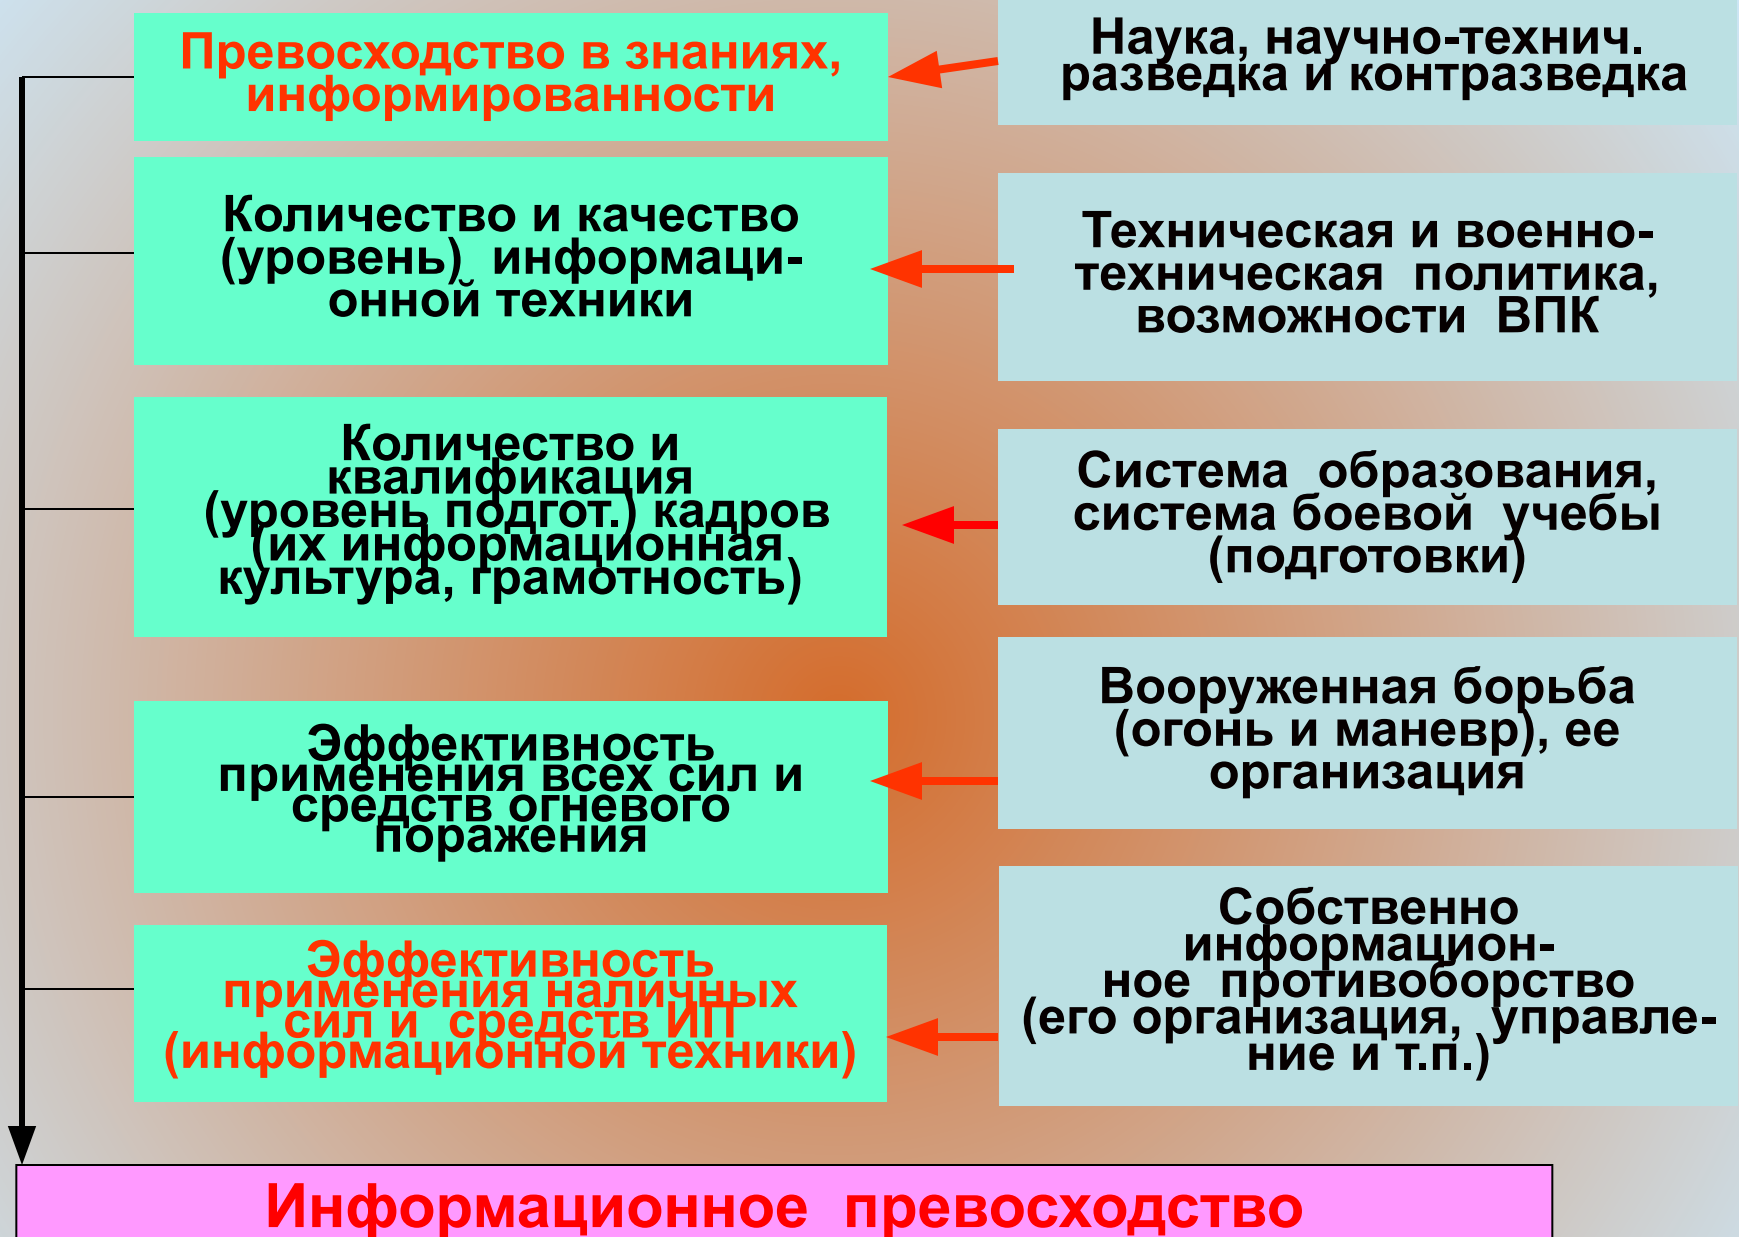 Превосходство в знаниях,
информированности
Наука, научно-технич.
разведка и контразведка
Количество и качество
(уровень) информаци-
онной техники
Техническая и военно-
техническая политика,
возможности ВПК
Количество и
квалификация
(уровень подгот.) кадров
(их информационная
культура, грамотность)
Система образования,
система боевой учебы
(подготовки)
Эффективность
применения всех сил и
средств огневого
поражения
Вооруженная борьба
(огонь и маневр), ее
организация
Эффективность
применения наличных
сил и средств ИП
(информационной техники)
Собственно
информацион-
ное противоборство
(его организация, управле-
ние и т.п.)
Информационное превосходство